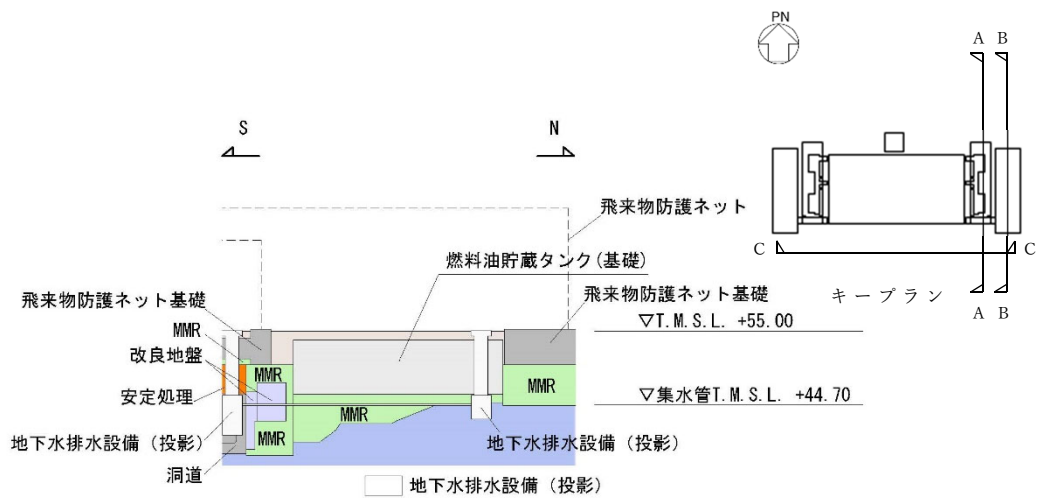 PN
A B
C C
キープラン
A B
S N
飛来物防護ネット
燃料油貯蔵タンク(基礎)
飛来物防護ネット基礎
飛来物防護ネット基礎
▽T.M.S.L. +55.00
MMR
改良地盤
MMR
MMR
安定処理
▽集水管T.M.S.L. +44.70
MMR
地下水排水設備(投影)
MMR
地下水排水設備(投影)
洞道
地下水排水設備(投影)